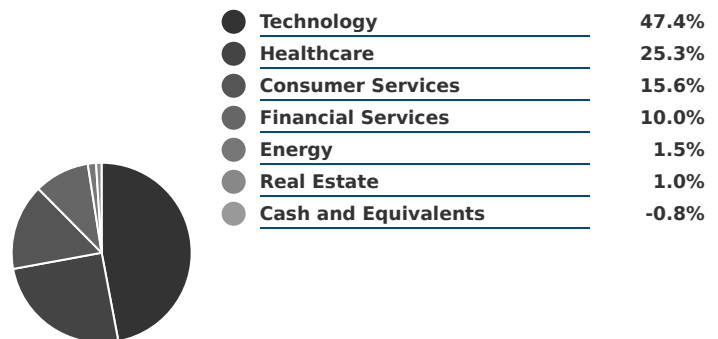 Technology 47.4%
Healthcare 25.3%
Consumer Services 15.6%
Financial Services 10.0%
Energy 1.5%
Real Estate 1.0%
Cash and Equivalents -0.8%